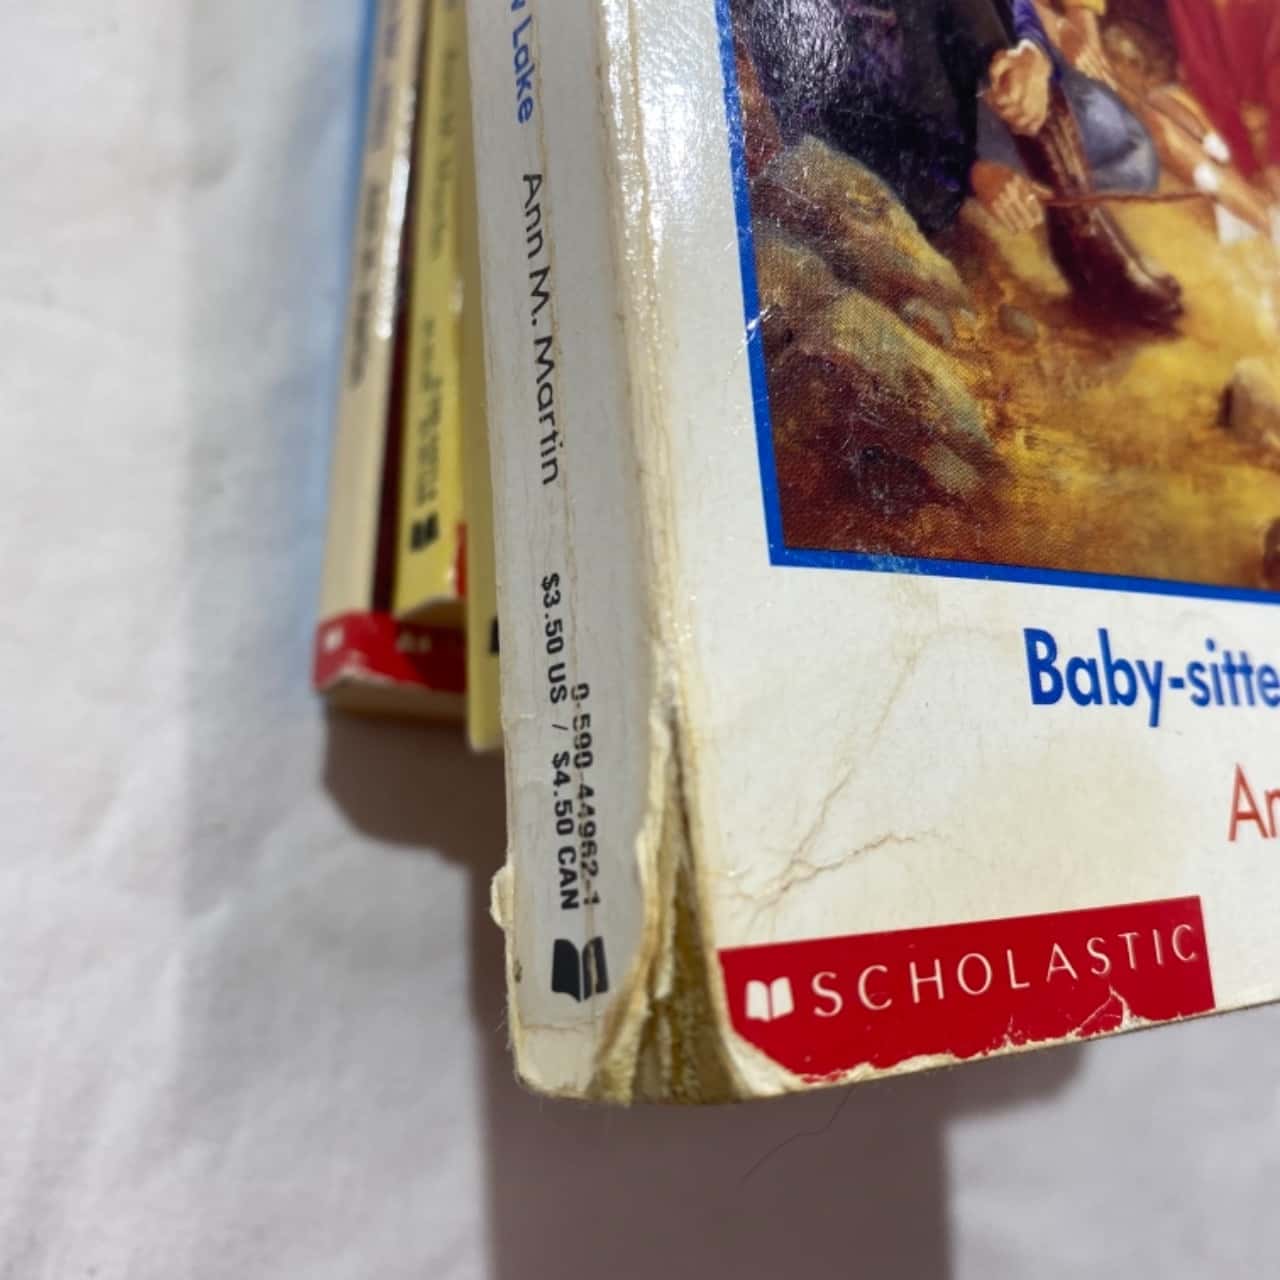 Lake Ann M. Martin
$3.50 US / $4.50 CAN
0-590-44962-1
Baby-sitte
An
SCHOLASTIC